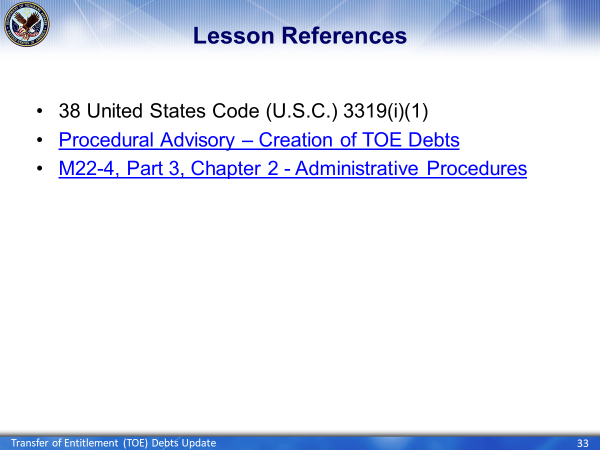 Lesson References
• 38 United States Code (U.S.C.) 3319(i)(1)
• Procedural Advisory – Creation of TOE Debts
• M22-4, Part 3, Chapter 2 - Administrative Procedures
Transfer of Entitlement (TOE) Debts Update
33